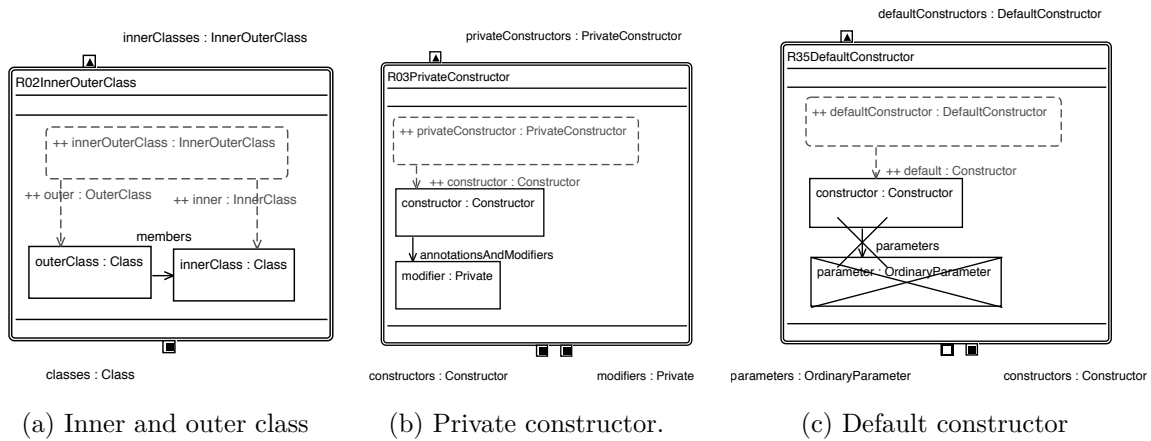 innerClasses : InnerOuterClass
R02InnerOuterClass
++ innerOuterClass : InnerOuterClass
++ outer : OuterClass
++ inner : InnerClass
members
outerClass : Class
innerClass : Class
classes : Class
(a) Inner and outer class
privateConstructors : PrivateConstructor
R03PrivateConstructor
++ privateConstructor : PrivateConstructor
++ constructor : Constructor
constructor : Constructor
annotationsAndModifiers
modifier : Private
constructors : Constructor
modifiers : Private
(b) Private constructor.
defaultConstructors : DefaultConstructor
R35DefaultConstructor
++ defaultConstructor : DefaultConstructor
++ default : Constructor
constructor : Constructor
parameters
parameter : OrdinaryParameter
parameters : OrdinaryParameter
constructors : Constructor
(c) Default constructor